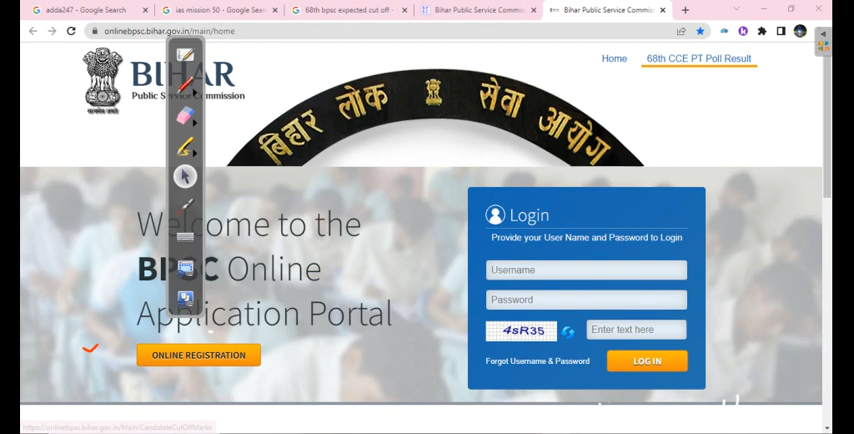 adda247 - Google Search
ias mission 50 - Google Sear
68th bpsc expected cut off -
Bihar Public Service Commiss
Bihar Public Service Commiss
onlinebpsc.bihar.gov.in/main/home
BIHAR
Public Service Commission
Home
68th CCE PT Poll Result
बिहार लोक सेवा आयोग
Welcome to the
BPSC Online
Application Portal
ONLINE REGISTRATION
Login
Provide your User Name and Password to Login
Username
Password
4sR35
Enter text here
Forgot Username & Password
LOG IN
https://onlinebpsc.bihar.gov.in/Main/CandidateCutOffMarks